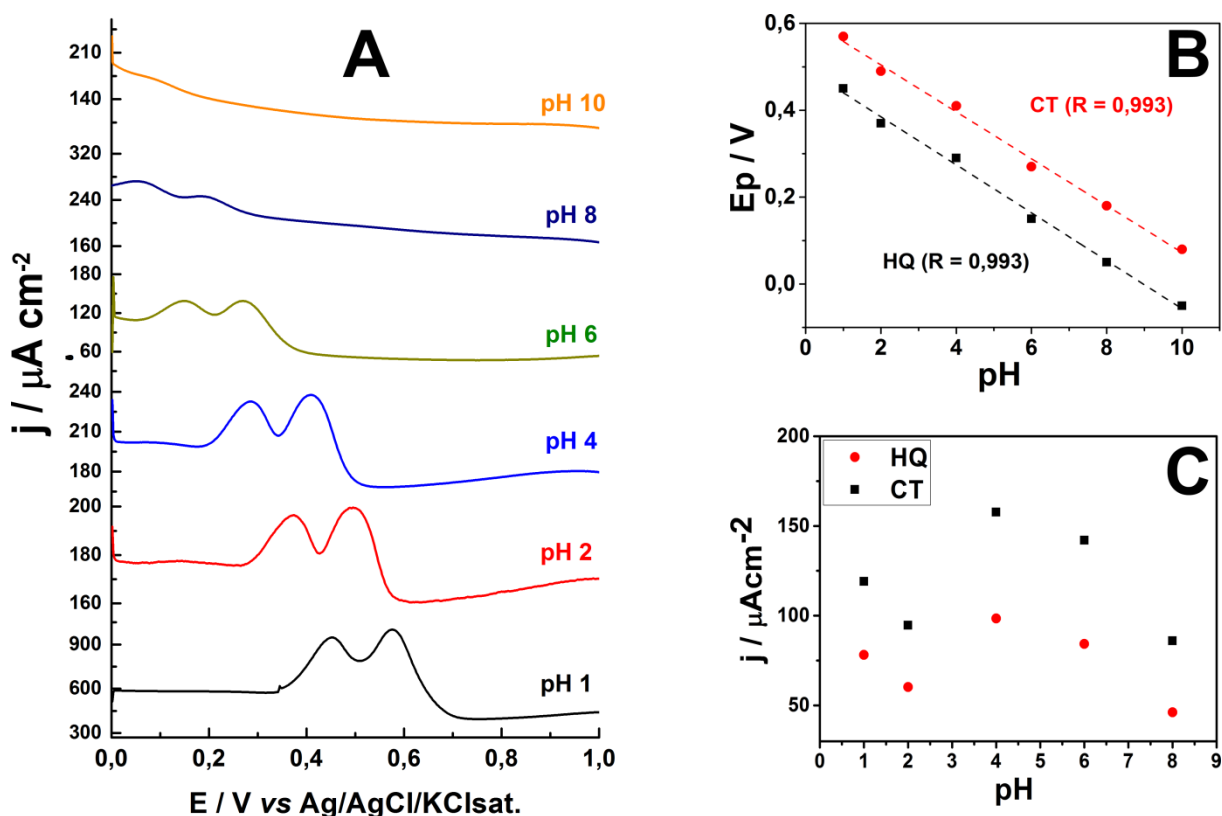 A
pH 10
pH 8
pH 6
pH 4
pH 2
pH 1
210
140
320
240
160
180
120
60
240
210
180
200
180
160
900
600
300
j / μA cm-2
0,0 0,2 0,4 0,6 0,8 1,0
E / V vs Ag/AgCl/KClsat.
B
0,6
0,4
0,2
0,0
Ep / V
CT (R = 0,993)
HQ (R = 0,993)
0 2 4 6 8 10
pH
C
HQ
CT
200
150
100
50
j / μAcm-2
0 1 2 3 4 5 6 7 8 9
pH